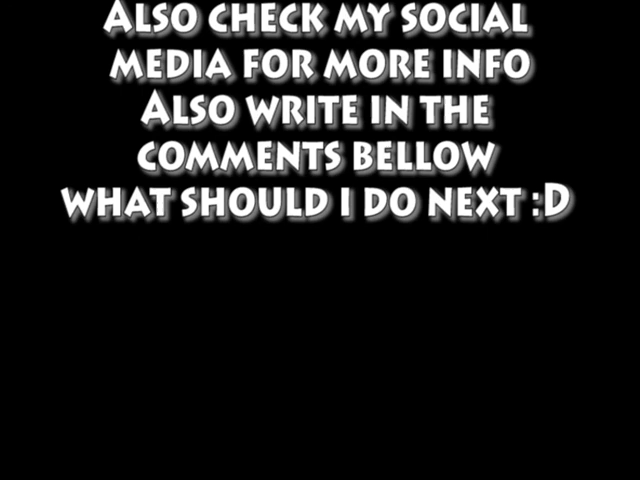 Also check my social
media for more info
Also write in the
comments bellow
what should i do next :D